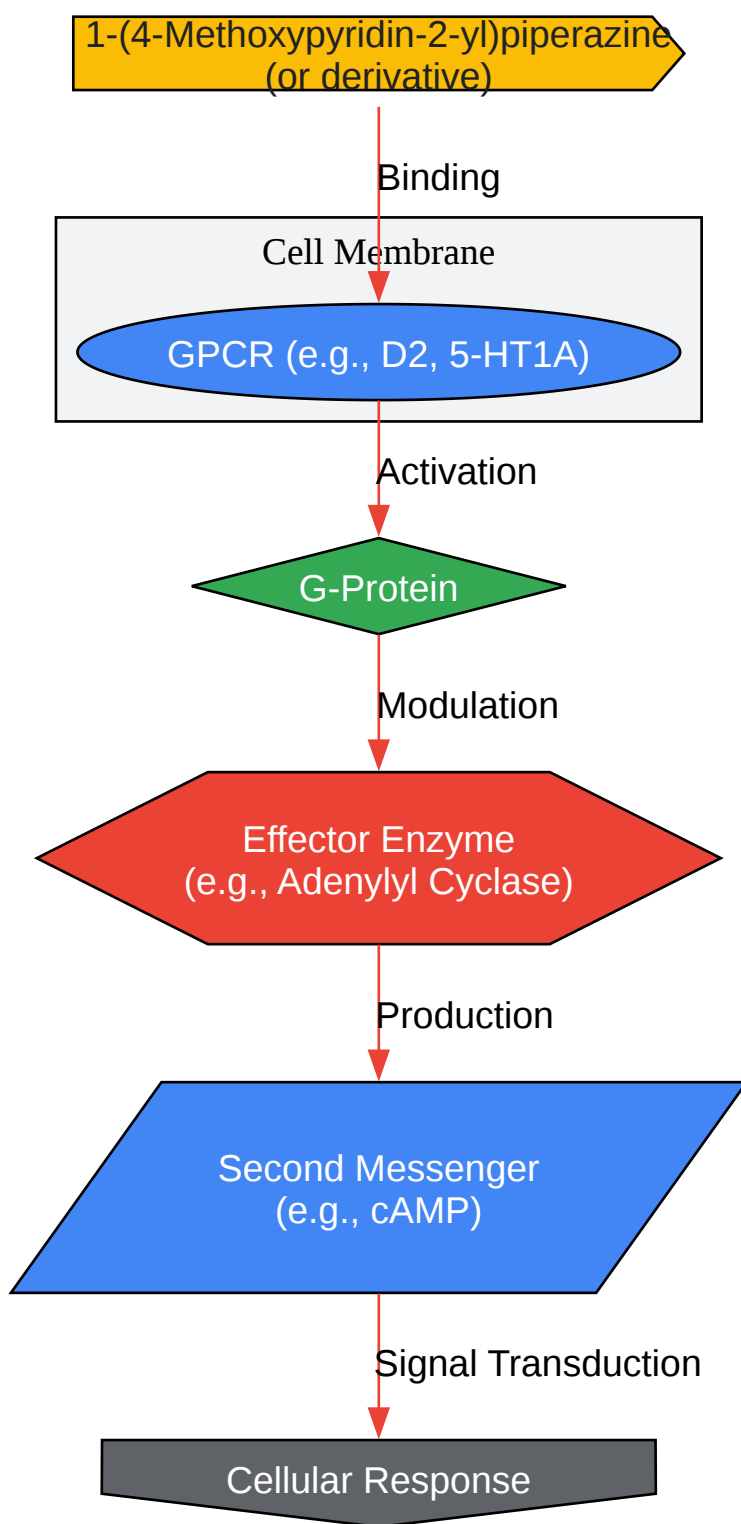 1-(4-Methoxypyridin-2-yl)piperazine
(or derivative)
Binding
Cell Membrane
GPCR (e.g., D2, 5-HT1A)
Activation
G-Protein
Modulation
Effector Enzyme
(e.g., Adenylyl Cyclase)
Production
Second Messenger
(e.g., cAMP)
Signal Transduction
Cellular Response